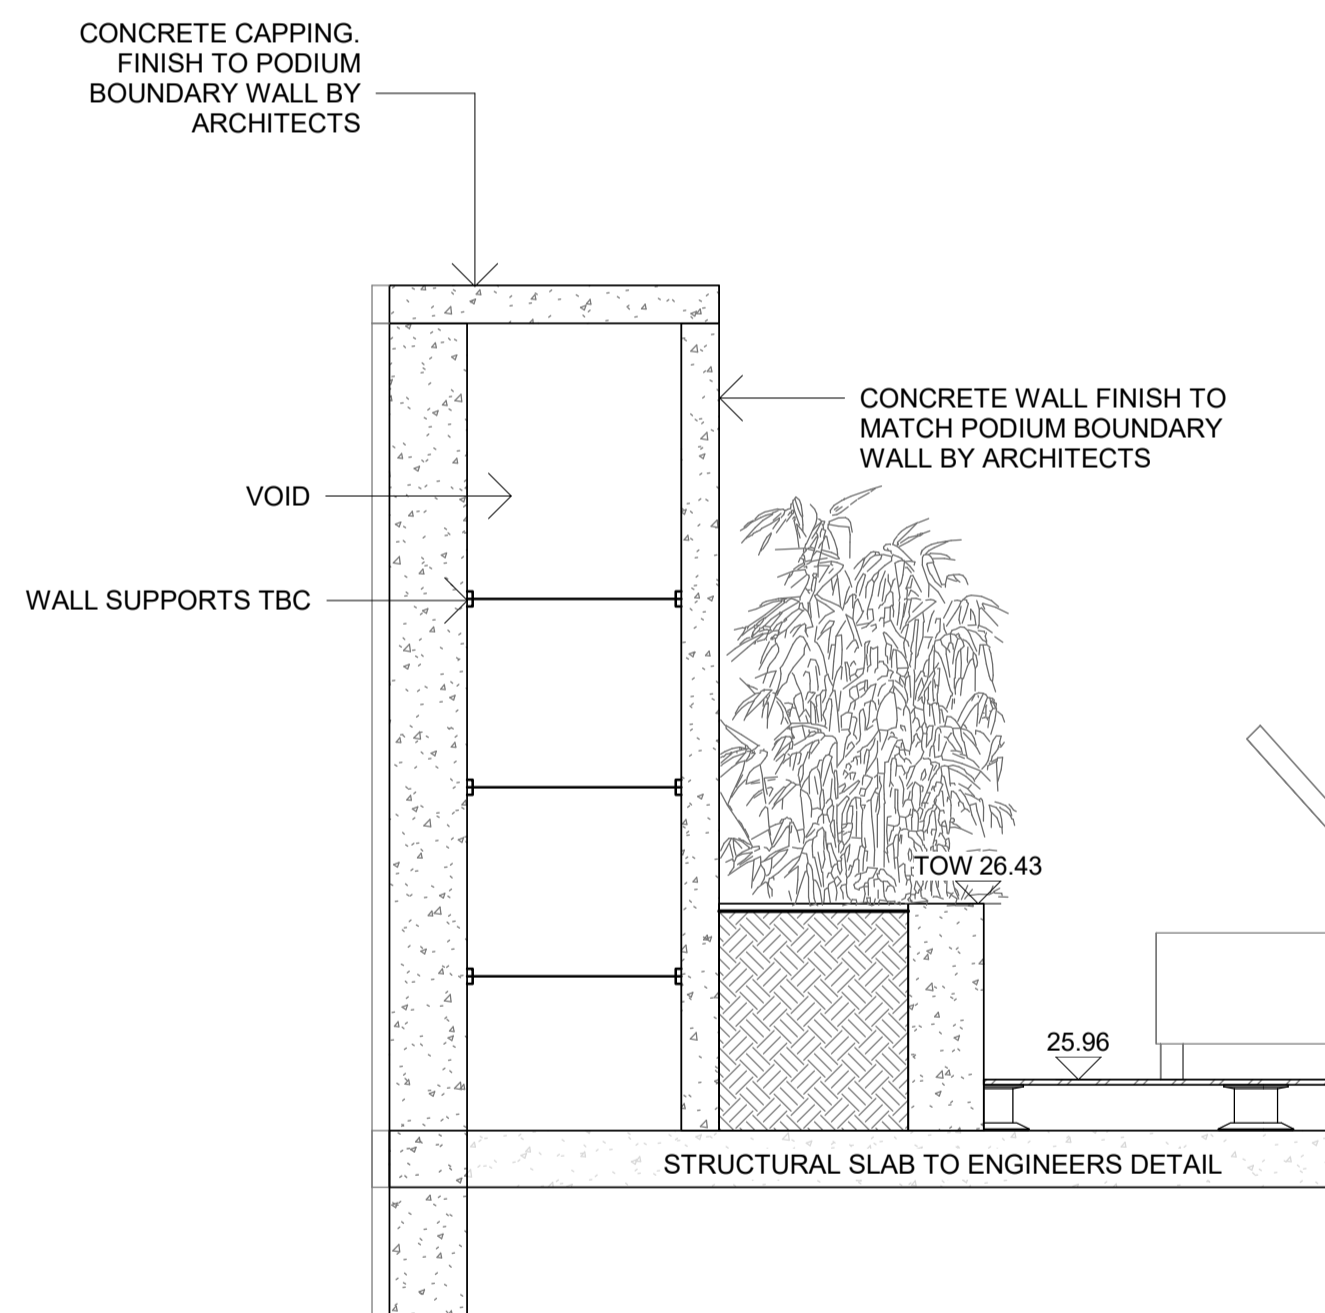 CONCRETE CAPPING.
FINISH TO PODIUM
BOUNDARY WALL BY
ARCHITECTS
CONCRETE WALL FINISH TO
MATCH PODIUM BOUNDARY
WALL BY ARCHITECTS
VOID
WALL SUPPORTS TBC
TOW 26.43
25.96
STRUCTURAL SLAB TO ENGINEERS DETAIL